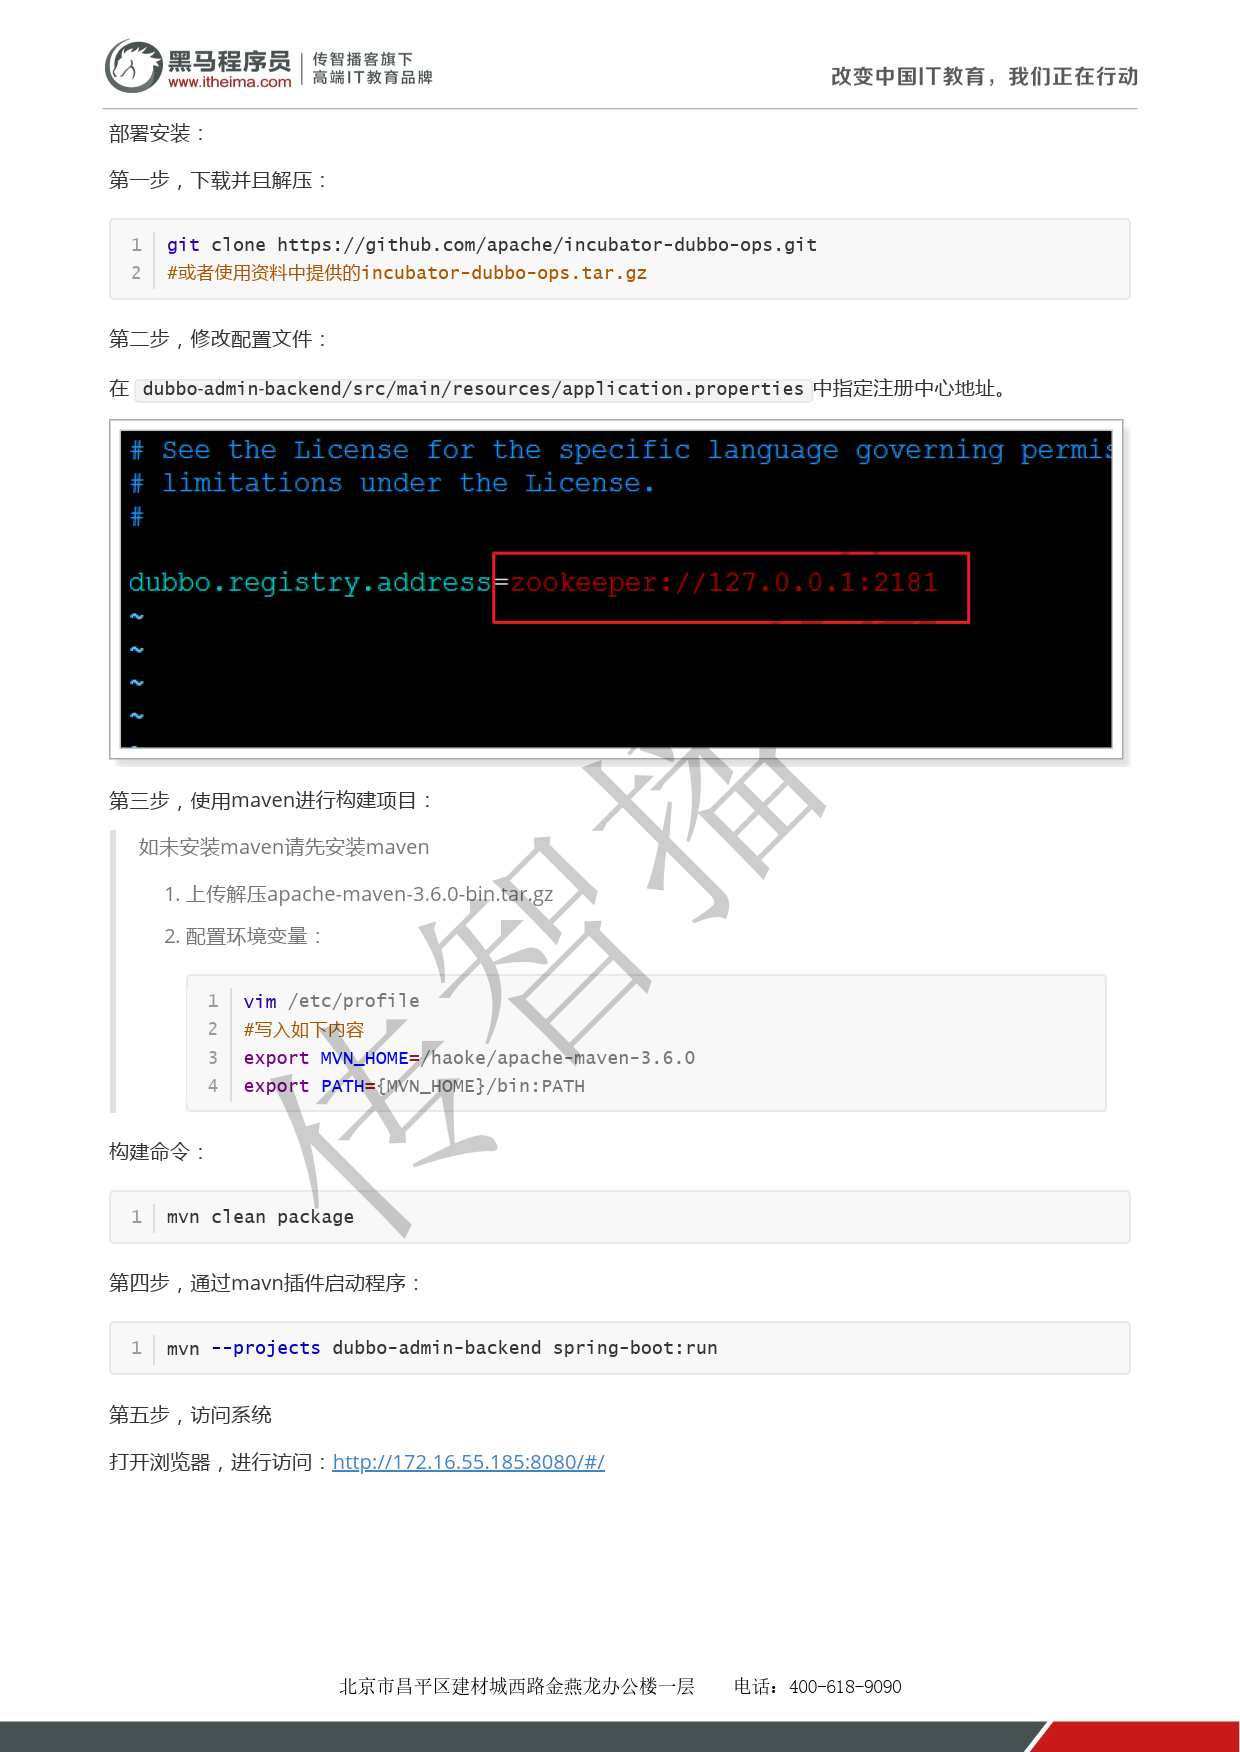 黑马程序员
www.itheima.com
传智播客旗下
高端IT教育品牌
改变中国IT教育，我们正在行动
部署安装：
第一步，下载并且解压：
1 git clone https://github.com/apache/incubator-dubbo-ops.git
2 #或者使用资料中提供的incubator-dubbo-ops.tar.gz
第二步，修改配置文件：
在 dubbo-admin-backend/src/main/resources/application.properties 中指定注册中心地址。
# See the License for the specific language governing permis
# limitations under the License.
#
dubbo.registry.address=zookeeper://127.0.0.1:2181
~
~
~
~
第三步，使用maven进行构建项目：
如未安装maven请先安装maven
1. 上传解压apache-maven-3.6.0-bin.tar.gz
2. 配置环境变量：
1 vim /etc/profile
2 #写入如下内容
3 export MVN_HOME=/haoke/apache-maven-3.6.0
4 export PATH={MVN_HOME}/bin:PATH
构建命令：
1 mvn clean package
第四步，通过mavn插件启动程序：
1 mvn --projects dubbo-admin-backend spring-boot:run
第五步，访问系统
打开浏览器，进行访问：http://172.16.55.185:8080/#/
传智播
北京市昌平区建材城西路金燕龙办公楼一层 电话：400-618-9090